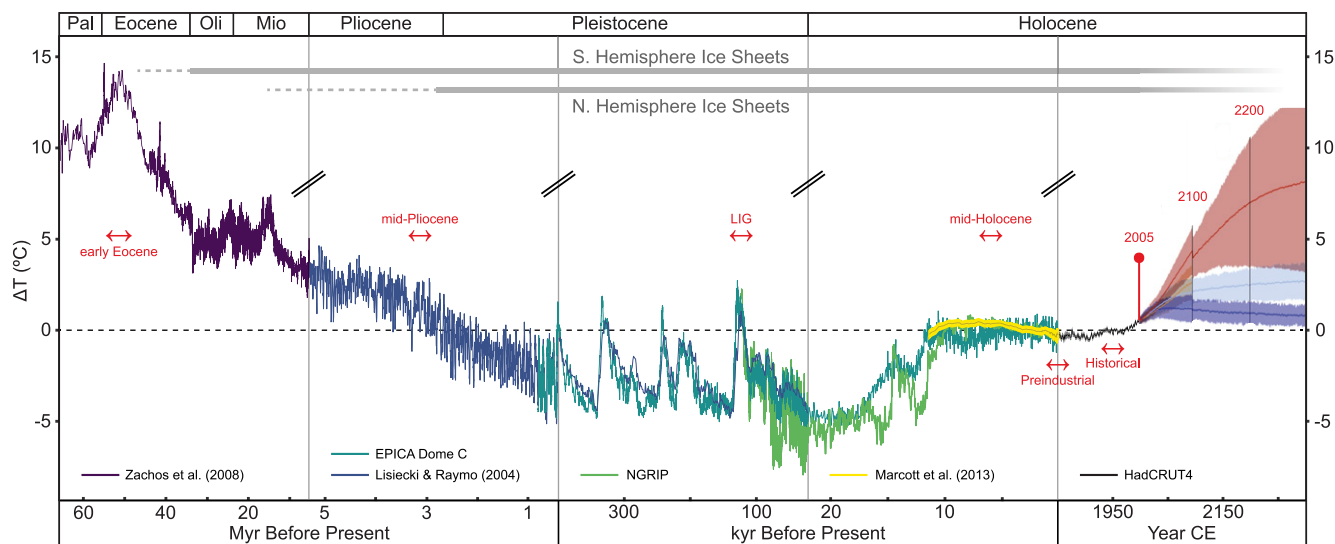 Pal Eocene Oli Mio Pliocene Pleistocene Holocene
15 S. Hemisphere Ice Sheets 15
N. Hemisphere Ice Sheets
2200
10 10
2100
mid-Pliocene LIG mid-Holocene
2005
5 5
early Eocene
ΔT (ºC)
0 0
Historical
Preindustrial
-5 -5
EPICA Dome C
Zachos et al. (2008) Lisiecki & Raymo (2004) NGRIP Marcott et al. (2013) HadCRUT4
60 40 20 5 3 1 300 100 20 10 1950 2150
Myr Before Present kyr Before Present Year CE